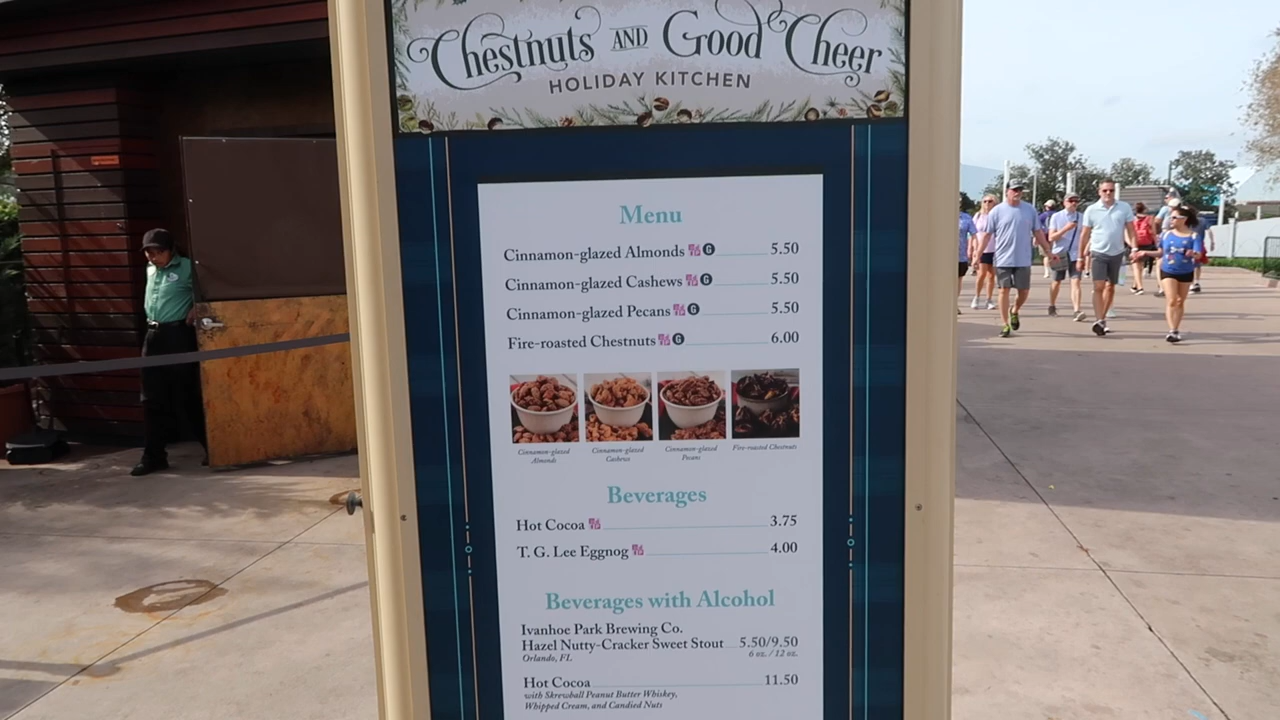 Chestnuts AND Good Cheer
HOLIDAY KITCHEN
Menu
Cinnamon-glazed Almonds G 5.50
Cinnamon-glazed Cashews G 5.50
Cinnamon-glazed Pecans G 5.50
Fire-roasted Chestnuts G 6.00
Cinnamon-glazed
Almonds
Cinnamon-glazed
Cashews
Cinnamon-glazed
Pecans
Fire-roasted Chestnuts
Beverages
Hot Cocoa 3.75
T. G. Lee Eggnog 4.00
Beverages with Alcohol
Ivanhoe Park Brewing Co.
Hazel Nutty-Cracker Sweet Stout 5.50/9.50
Orlando, FL 6 oz. / 12 oz.
Hot Cocoa 11.50
with Skrewball Peanut Butter Whiskey,
Whipped Cream, and Candied Nuts